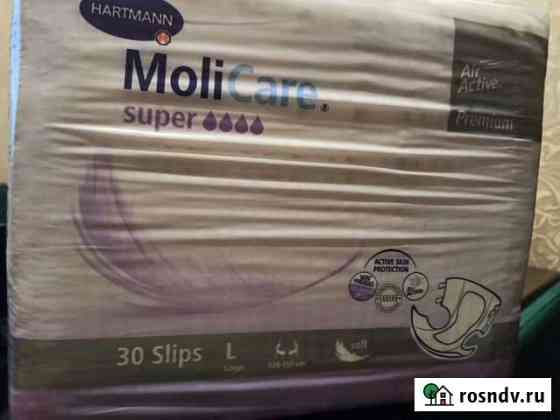 HARTMANN
MoliCare®
super
Air
Active
Premium
ACTIVE SKIN
PROTECTION
30 Slips L
Large
soft
rosndv.ru